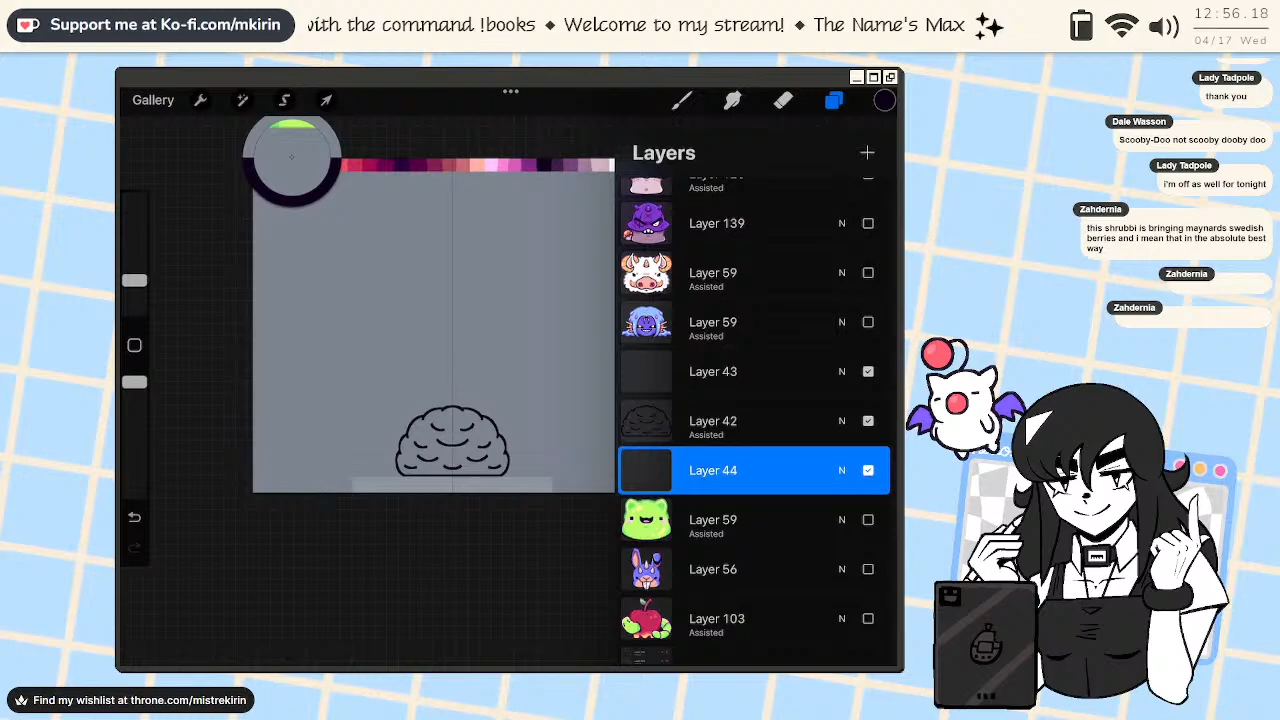 Support me at Ko-fi.com/mkirin
with the command !books ◆ Welcome to my stream! ◆ The Name's Max
12:56.18
04/17 Wed
Gallery
Layers
Assisted
Layer 139 N
Layer 59 N
Assisted
Layer 59 N
Assisted
Layer 43 N
Layer 42 N
Assisted
Layer 44 N
Layer 59 N
Assisted
Layer 56 N
Layer 103 N
Assisted
Lady Tadpole
thank you
Dale Wasson
Scooby-Doo not scooby dooby doo
Lady Tadpole
i'm off as well for tonight
Zahdernia
this shrubbi is bringing maynards swedish
berries and i mean that in the absolute best
way
Zahdernia
Zahdernia
Find my wishlist at throne.com/mistrekirin